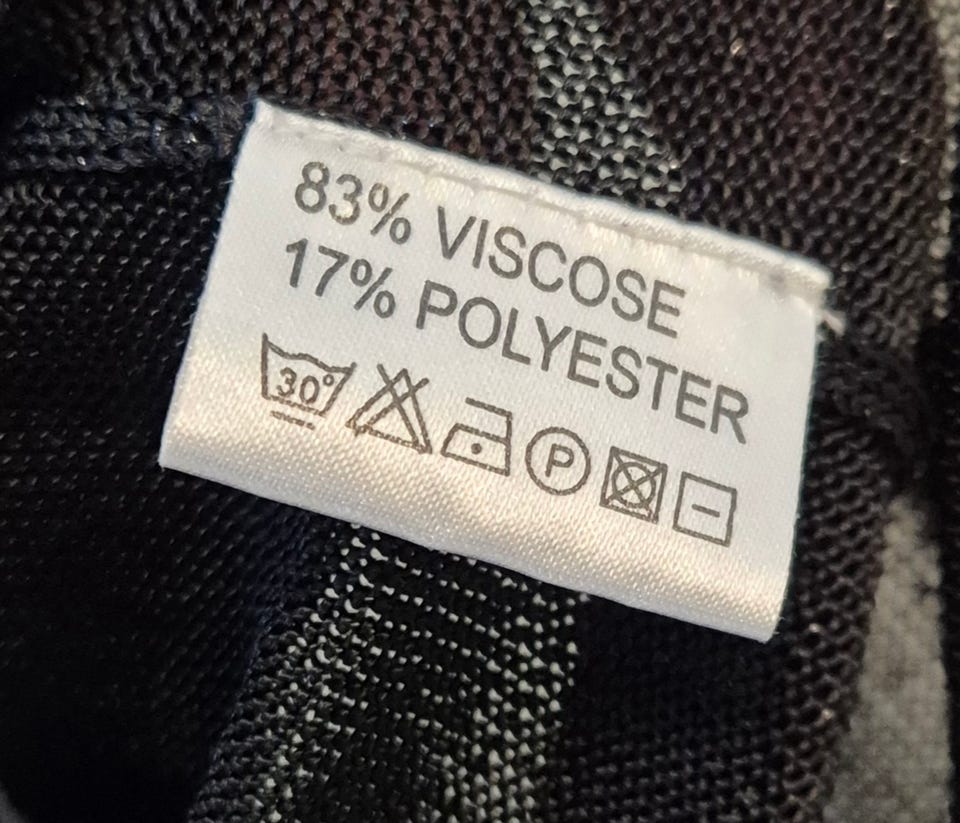 83% VISCOSE
17% POLYESTER
30° P